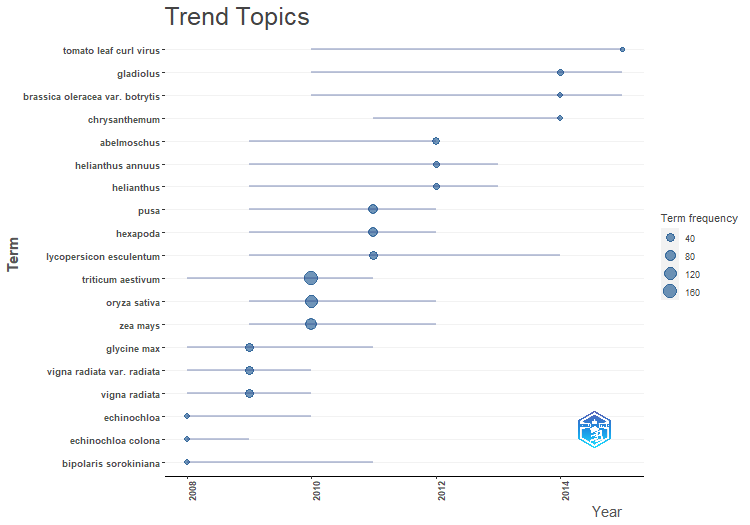 Trend Topics
tomato leaf curl virus
gladiolus
brassica oleracea var. botrytis
chrysanthemum
abelmoschus
helianthus annuus
helianthus
pusa
hexapoda
lycopersicon esculentum
triticum aestivum
oryza sativa
zea mays
glycine max
vigna radiata var. radiata
vigna radiata
echinochloa
echinochloa colona
bipolaris sorokiniana
Term
2008
2010
2012
2014
Year
Term frequency
40
80
120
160